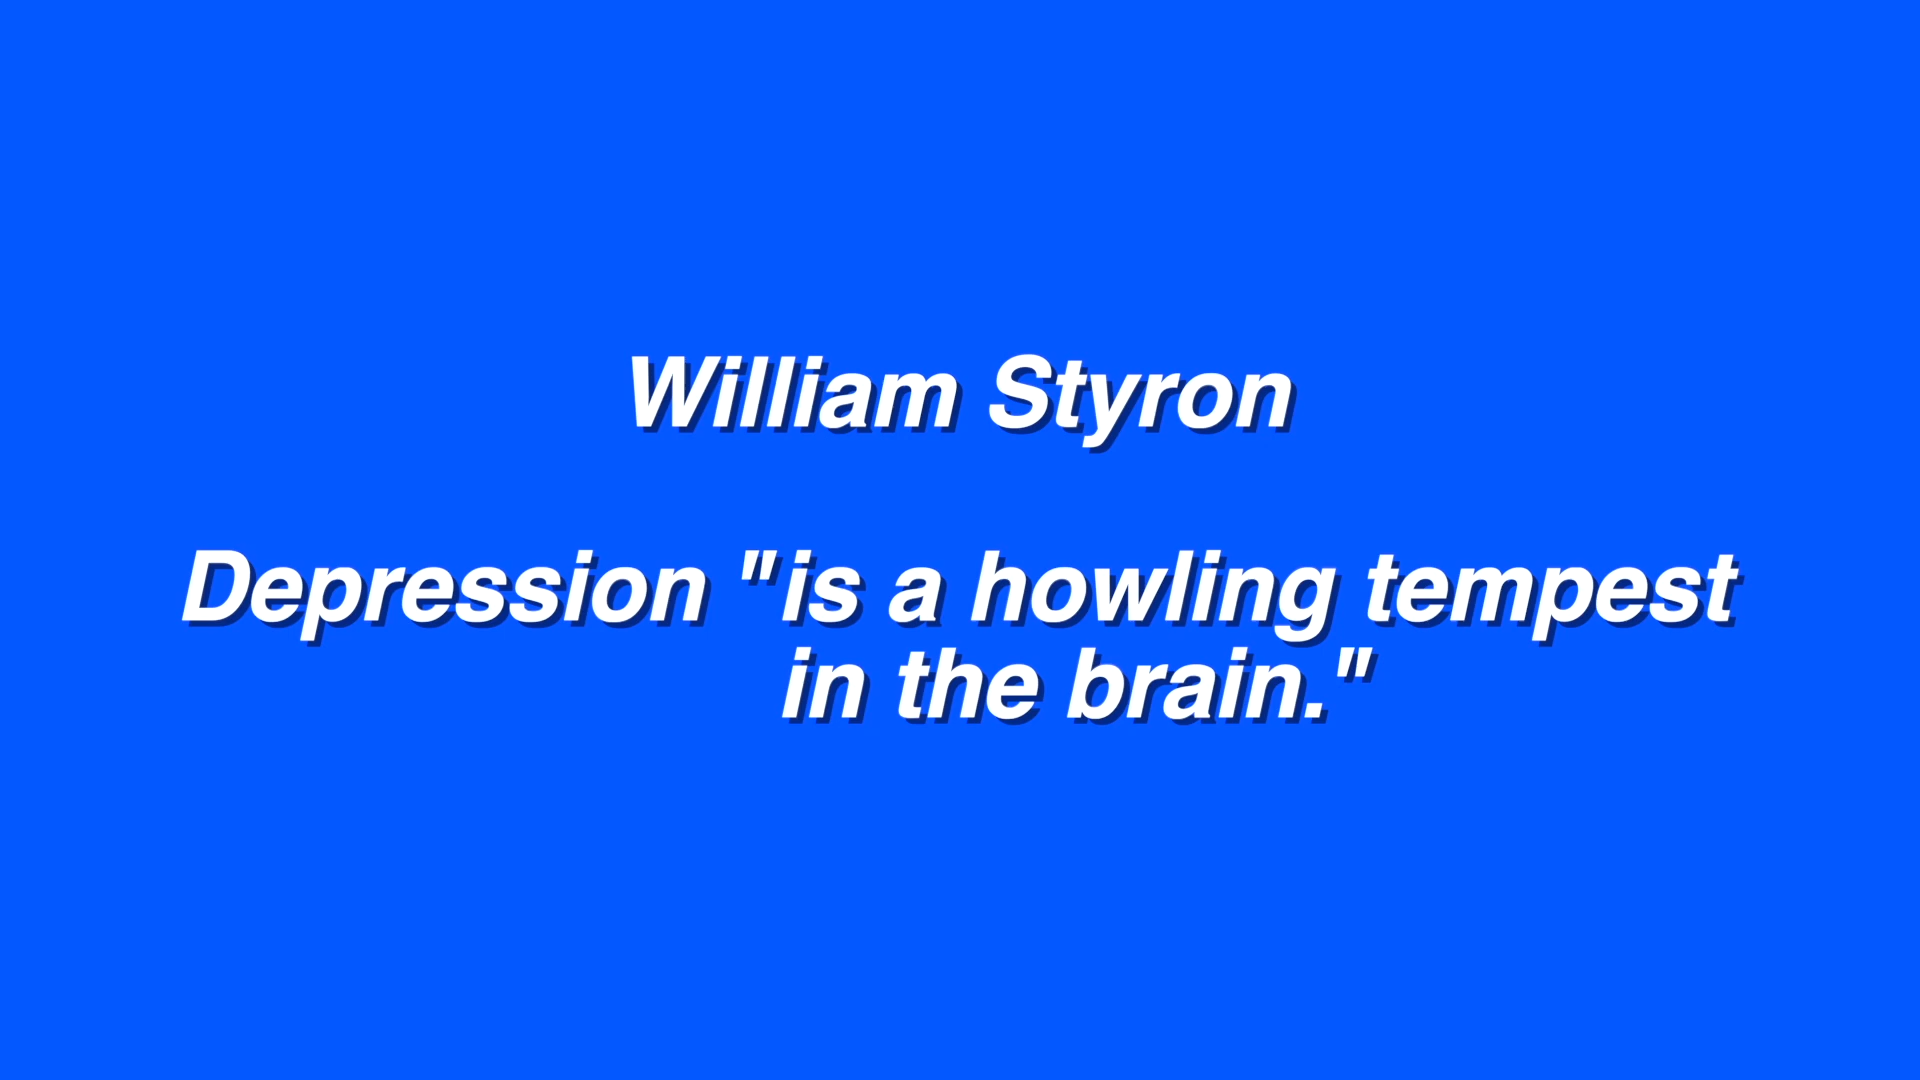 William Styron
Depression "is a howling tempest
in the brain."